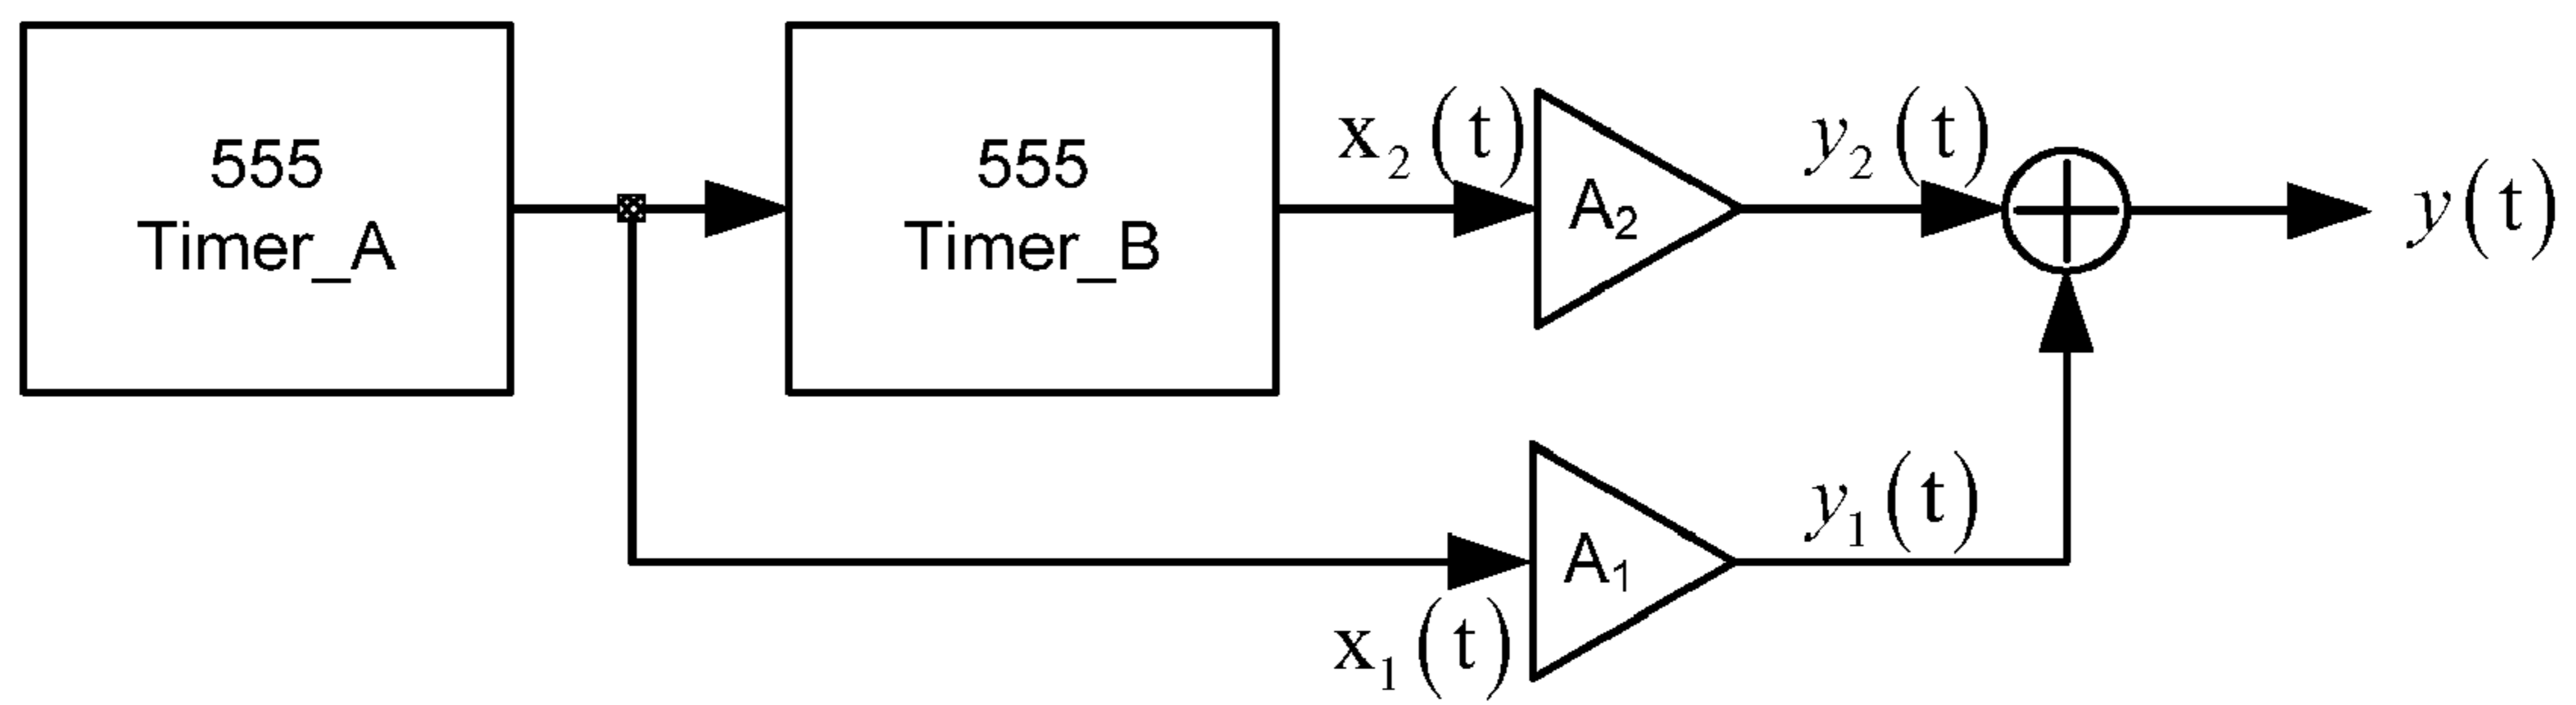 555
Timer_A
555
Timer_B
x₂(t)
A₂
y₂(t)
y(t)
x₁(t)
A₁
y₁(t)